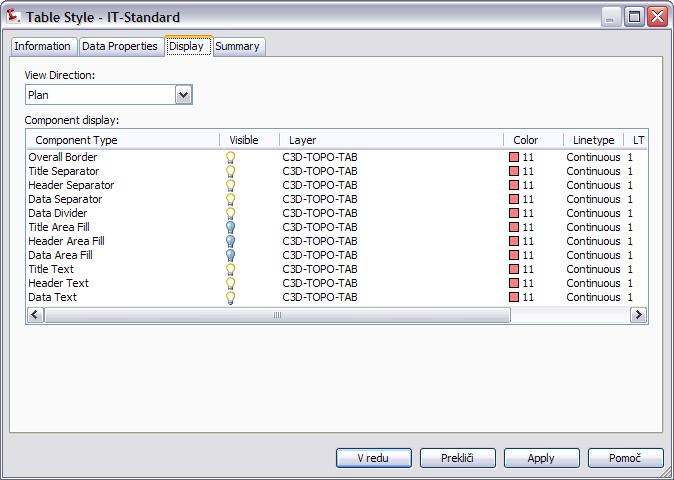 Table Style - IT-Standard
Information Data Properties Display Summary
View Direction:
Plan
Component display:
Component Type Visible Layer Color Linetype LT
Overall Border C3D-TOPO-TAB 11 Continuous 1
Title Separator C3D-TOPO-TAB 11 Continuous 1
Header Separator C3D-TOPO-TAB 11 Continuous 1
Data Separator C3D-TOPO-TAB 11 Continuous 1
Data Divider C3D-TOPO-TAB 11 Continuous 1
Title Area Fill C3D-TOPO-TAB 11 Continuous 1
Header Area Fill C3D-TOPO-TAB 11 Continuous 1
Data Area Fill C3D-TOPO-TAB 11 Continuous 1
Title Text C3D-TOPO-TAB 11 Continuous 1
Header Text C3D-TOPO-TAB 11 Continuous 1
Data Text C3D-TOPO-TAB 11 Continuous 1
V redu Prekliči Apply Pomoč